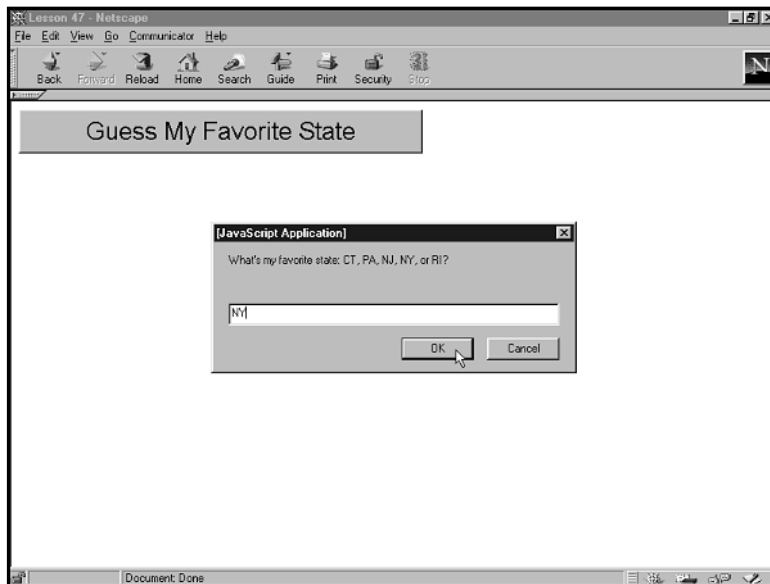 Lesson 47 - Netscape
File Edit View Go Communicator Help
Back Forward Reload Home Search Guide Print Security Stop
N
Guess My Favorite State
[JavaScript Application]
What's my favorite state: CT, PA, NJ, NY, or RI?
NY
OK Cancel
Document: Done